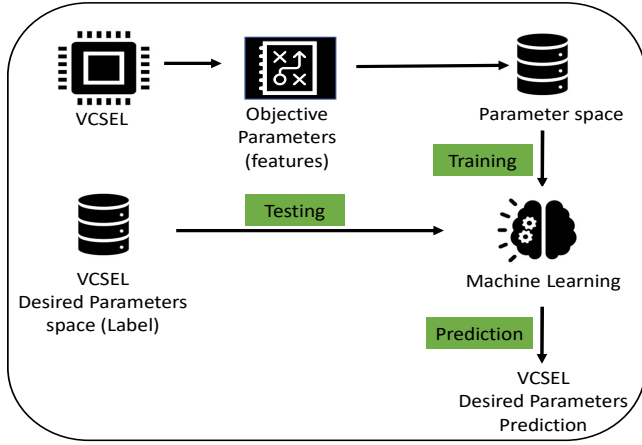 VCSEL
Objective
Parameters
(features)
Parameter space
Training
Testing
VCSEL
Desired Parameters
space (Label)
Machine Learning
Prediction
VCSEL
Desired Parameters
Prediction